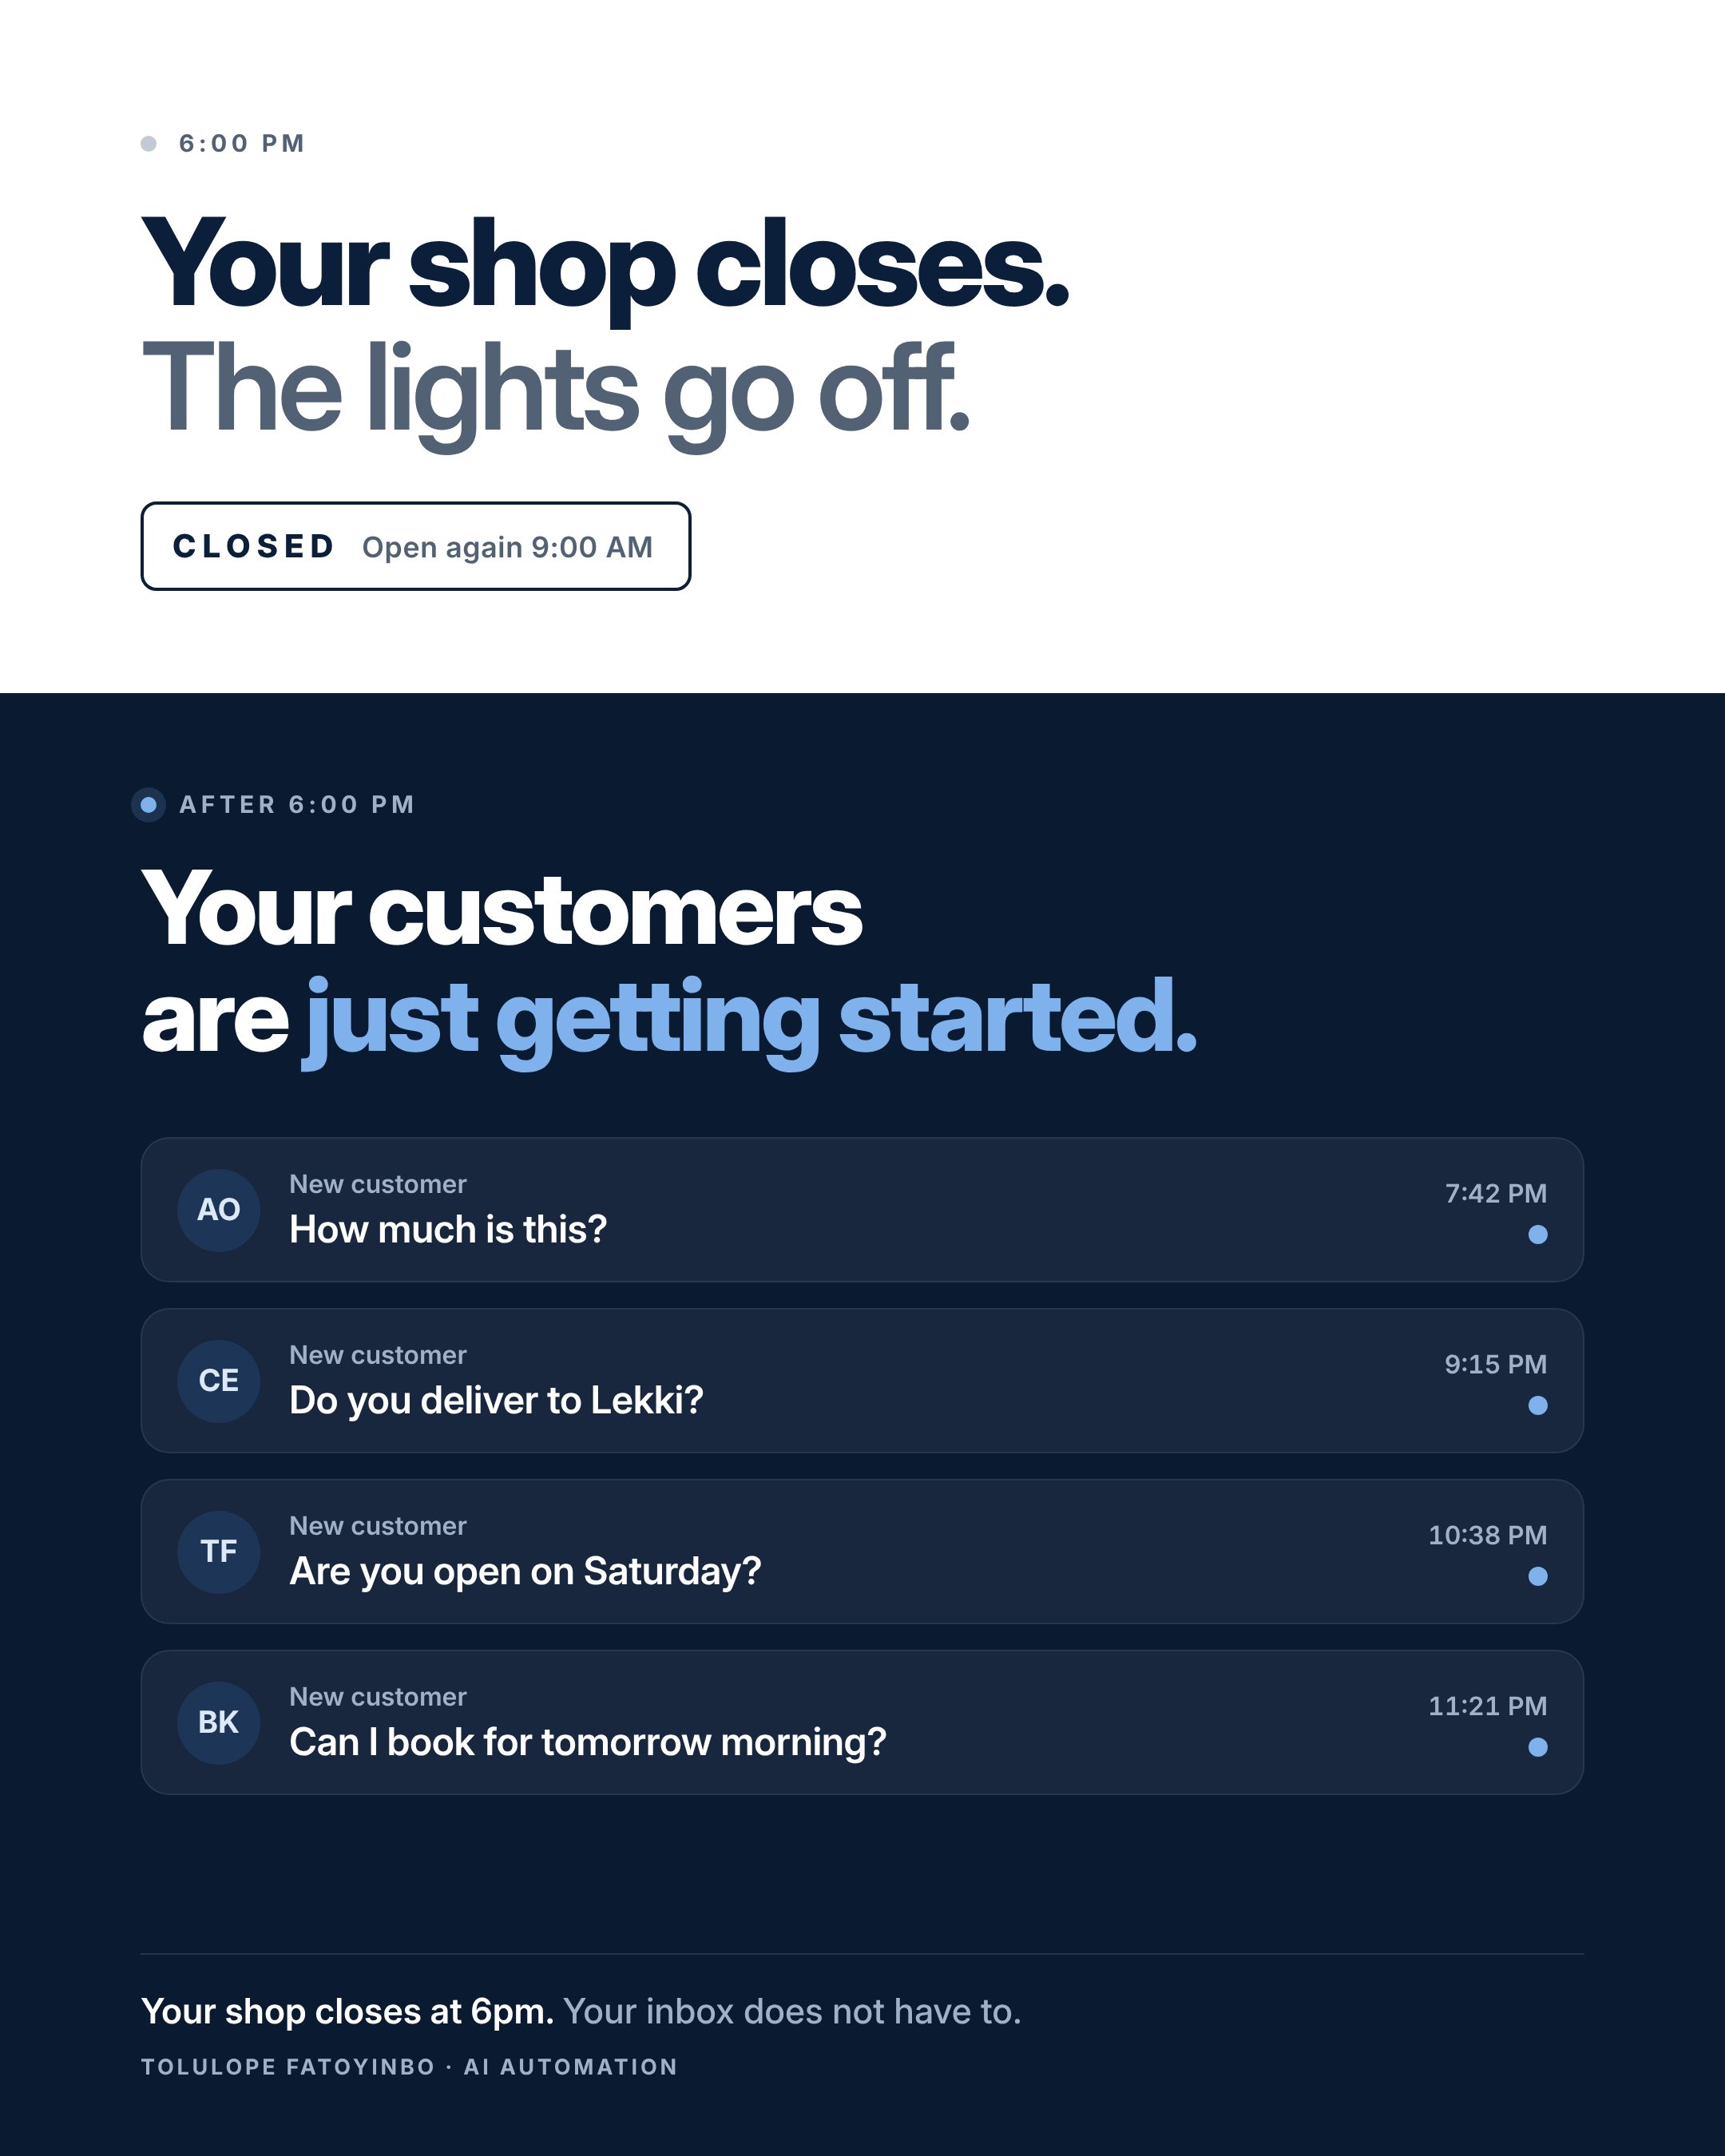 6:00 PM
Your shop closes.
The lights go off.
CLOSED Open again 9:00 AM
AFTER 6:00 PM
Your customers
are just getting started.
AO
New customer
How much is this?
7:42 PM
CE
New customer
Do you deliver to Lekki?
9:15 PM
TF
New customer
Are you open on Saturday?
10:38 PM
BK
New customer
Can I book for tomorrow morning?
11:21 PM
Your shop closes at 6pm. Your inbox does not have to.
TOLULOPE FATOYINBO · AI AUTOMATION